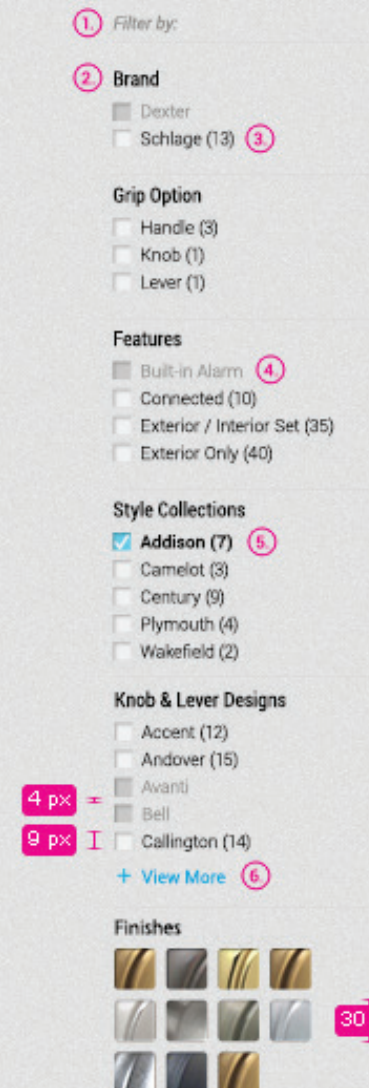 1. Filter by:
2. Brand
Dexter
Schlage (13) 3.
Grip Option
Handle (3)
Knob (1)
Lever (1)
Features
Built-in Alarm 4.
Connected (10)
Exterior / Interior Set (35)
Exterior Only (40)
Style Collections
Addison (7) 5.
Camelot (3)
Century (9)
Plymouth (4)
Wakefield (2)
Knob & Lever Designs
Accent (12)
Andover (15)
Avanti
4 px
Bell
9 px Callington (14)
+ View More 6.
Finishes
30